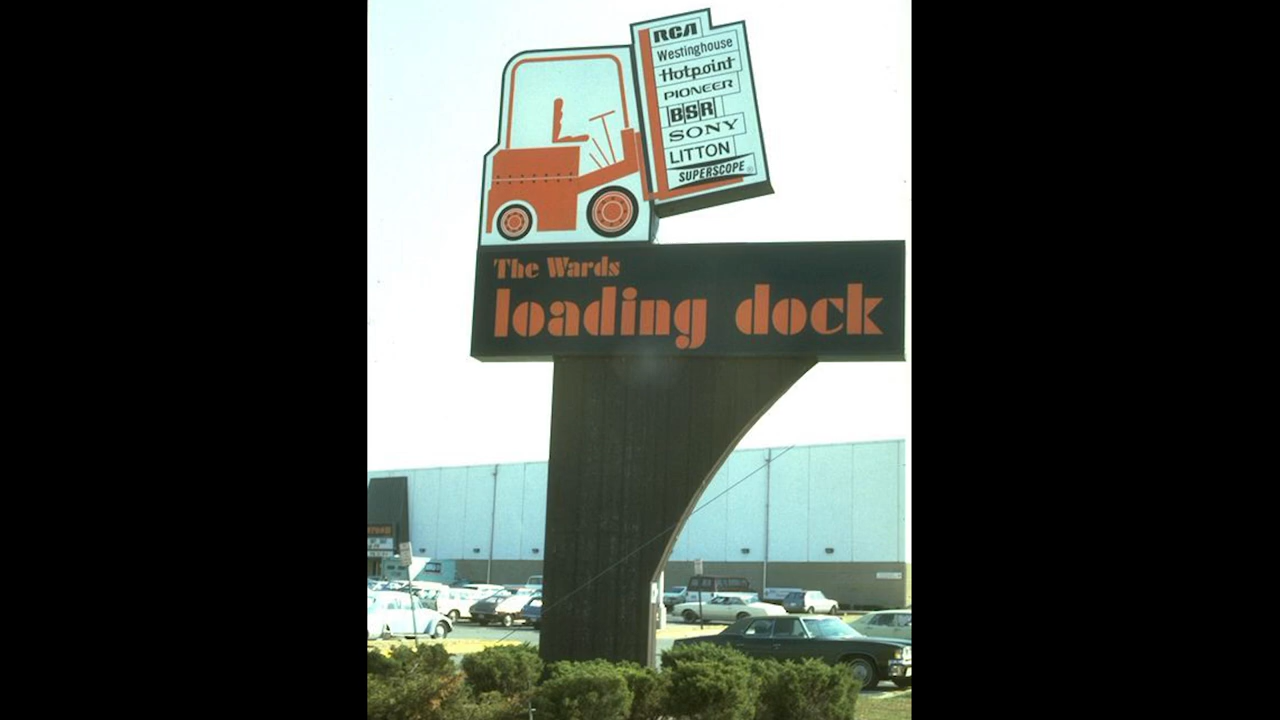 RCA
Westinghouse
Hotpoint
PIONEER
BSR
SONY
LITTON
SUPERSCOPE®
The Wards
loading dock